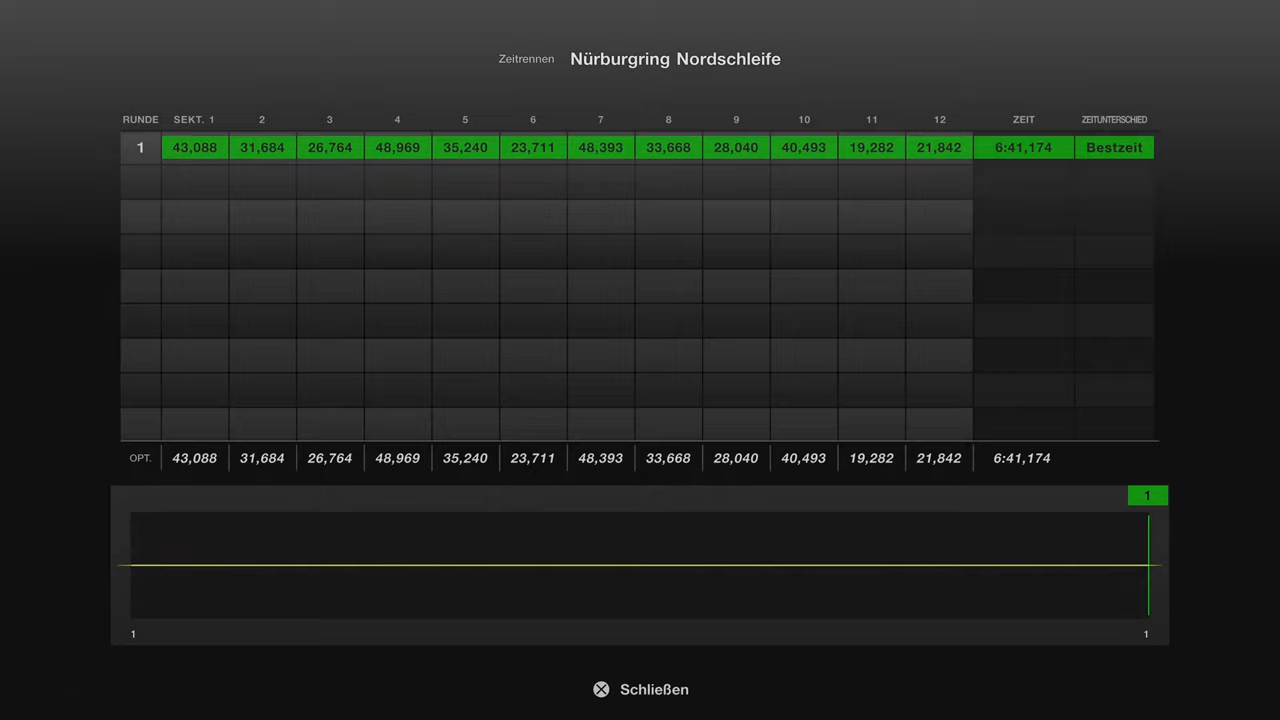 Zeitrennen Nürburgring Nordschleife
RUNDE SEKT. 1 2 3 4 5 6 7 8 9 10 11 12 ZEIT ZEITUNTERSCHIED
1 43,088 31,684 26,764 48,969 35,240 23,711 48,393 33,668 28,040 40,493 19,282 21,842 6:41,174 Bestzeit
OPT. 43,088 31,684 26,764 48,969 35,240 23,711 48,393 33,668 28,040 40,493 19,282 21,842 6:41,174
1
1 1
Schließen